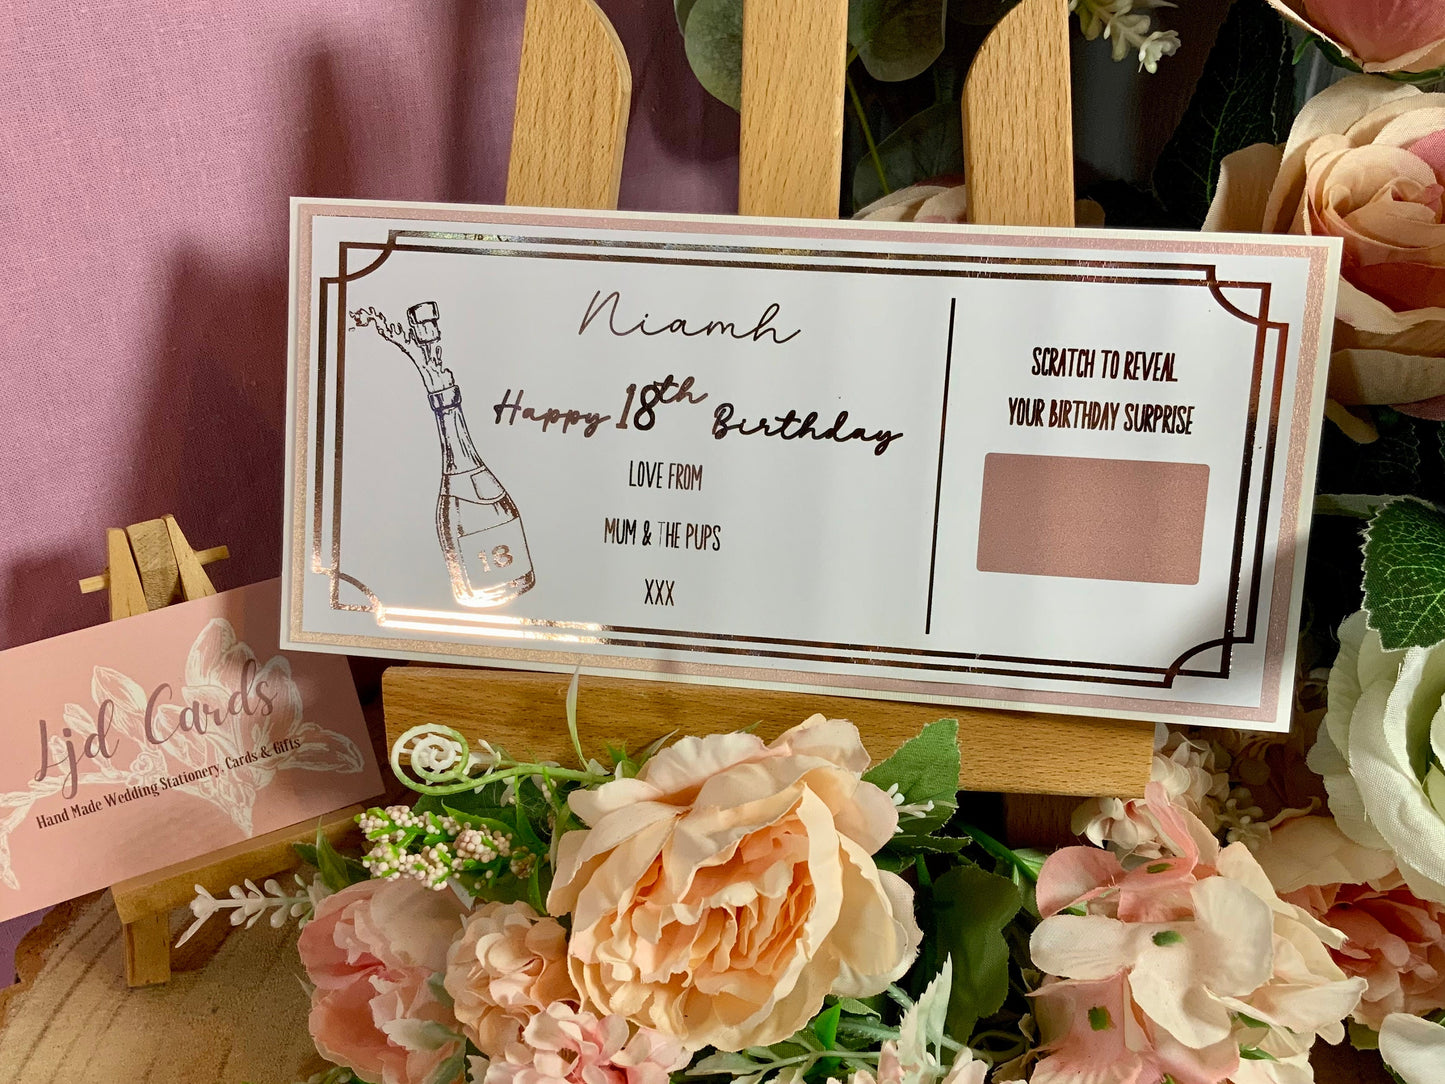 Niamh
Happy 18th Birthday
LOVE FROM
MUM & THE PUPS
XXX
18
SCRATCH TO REVEAL
YOUR BIRTHDAY SURPRISE
Ljd Cards
Hand Made Wedding Stationery, Cards & Gifts